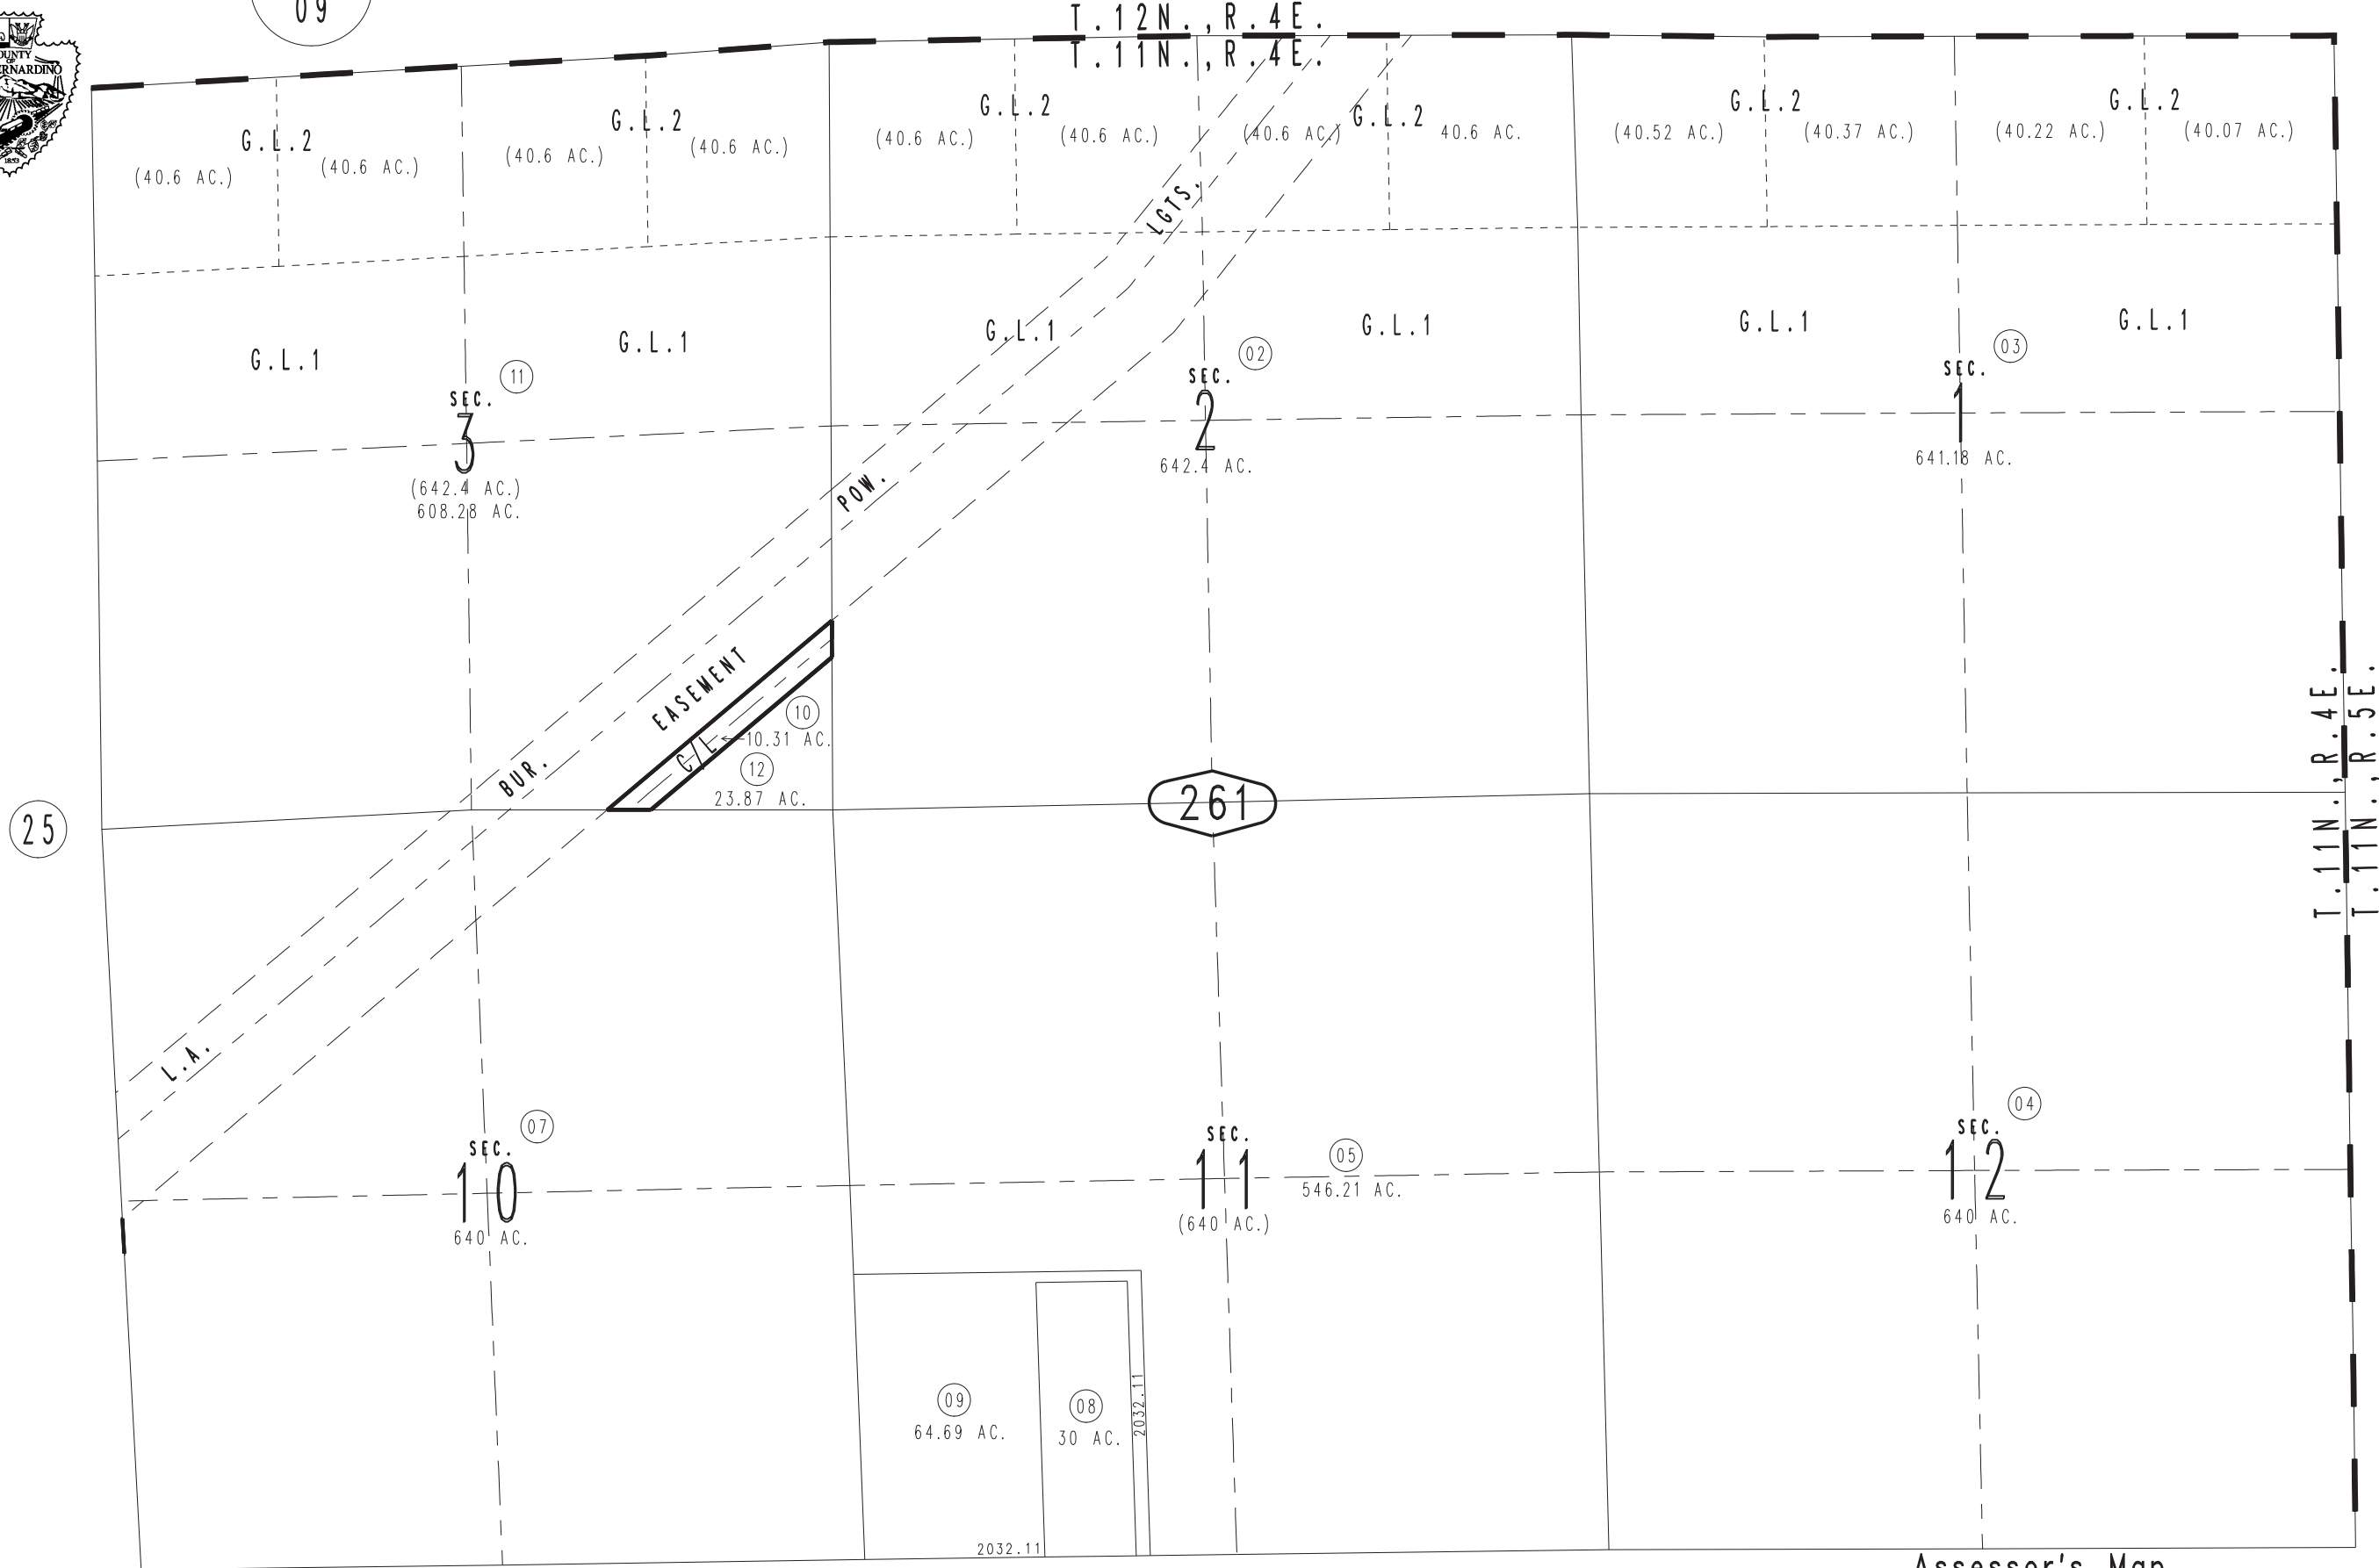 09
T.12N.,R.4E.
T.11N.,R.4E.
COUNTY
OF
1853
G.L.2
(40.6 AC.)
(40.6 AC.)
G.L.2
(40.6 AC.)
(40.6 AC.)
G.L.2
(40.6 AC.)
(40.6 AC.)
G.L.2
(40.6 AC.)
40.6 AC.
G.L.2
(40.52 AC.)
(40.37 AC.)
G.L.2
(40.22 AC.)
(40.07 AC.)
G.L.1
G.L.1
G.L.1
G.L.1
G.L.1
G.L.1
11
SEC.
3
(642.4 AC.)
608.28 AC.
02
SEC.
2
642.4 AC.
03
SEC.
1
641.18 AC.
L.A. BUR. POW. LGTS.
EASEMENT
C/L
10
10.31 AC.
12
23.87 AC.
25
261
T.11N.,R.4E.
T.11N.,R.5E.
07
SEC.
10
640 AC.
SEC.
11
(640 AC.)
05
546.21 AC.
04
SEC.
12
640 AC.
09
64.69 AC.
08
30 AC.
2032.11
2032.11
Assessor's Map